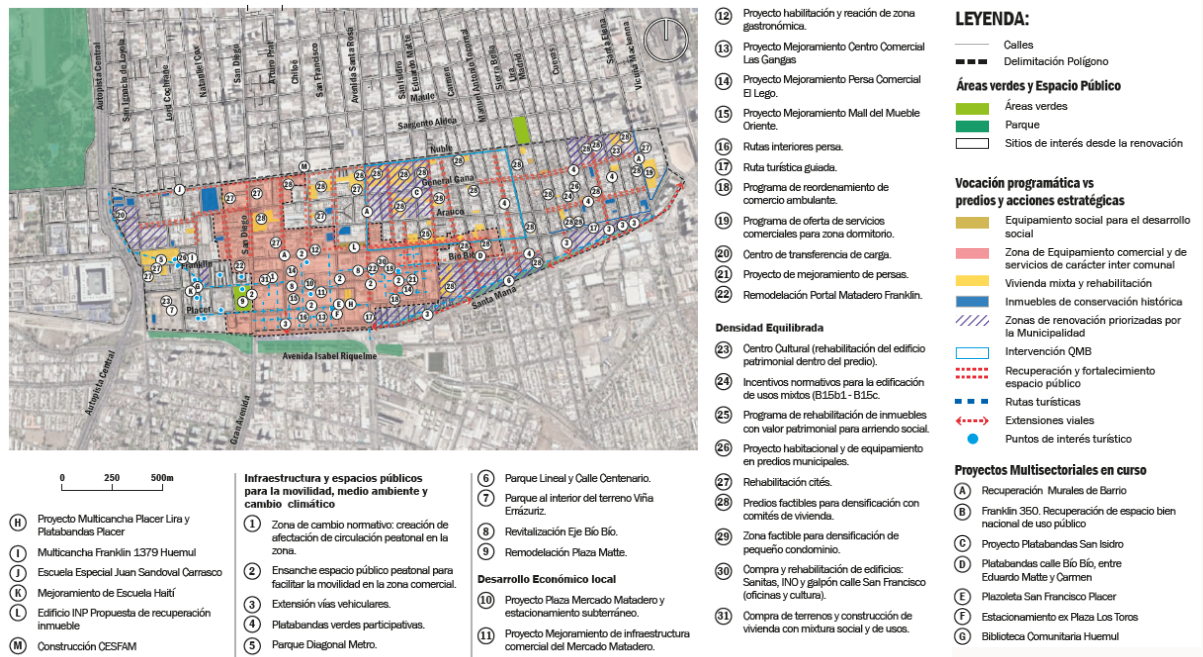 Autopista Central
San Ignacio de Loyola
Lord Cochrane
Nataniel Cox
San Diego
Arturo Prat
Chiloé
San Francisco
Avenida Santa Rosa
San Isidro
Eduardo Matte
Maule
Carmen
Manuel Antonio Tocornal
Sierra Bella
Lira
Madrid
Cuevas
Santa Elena
Vicuña Mackenna
Sargento Aldea
Ñuble
General Gana
Arauco
Bío Bío
San Diego
Franklin
Placer
Santa María
Avenida Isabel Riquelme
Autopista Central
Gran Avenida
0 250 500m
H Proyecto Multicancha Placer Lira y
Platabandas Placer
I Multicancha Franklin 1379 Huemul
J Escuela Especial Juan Sandoval Carrasco
K Mejoramiento de Escuela Haití
L Edificio INP Propuesta de recuperación
inmueble
M Construcción CESFAM
Infraestructura y espacios públicos
para la movilidad, medio ambiente y
cambio climático
1 Zona de cambio normativo: creación de
afectación de circulación peatonal en la
zona.
2 Ensanche espacio público peatonal para
facilitar la movilidad en la zona comercial.
3 Extensión vías vehiculares.
4 Platabandas verdes participativas.
5 Parque Diagonal Metro.
6 Parque Lineal y Calle Centenario.
7 Parque al interior del terreno Viña
Errázuriz.
8 Revitalización Eje Bío Bío.
9 Remodelación Plaza Matte.
Desarrollo Económico local
10 Proyecto Plaza Mercado Matadero y
estacionamiento subterráneo.
11 Proyecto Mejoramiento de infraestructura
comercial del Mercado Matadero.
12 Proyecto habilitación y reación de zona
gastronómica.
13 Proyecto Mejoramiento Centro Comercial
Las Gangas
14 Proyecto Mejoramiento Persa Comercial
El Lego.
15 Proyecto Mejoramiento Mall del Mueble
Oriente.
16 Rutas interiores persa.
17 Ruta turística guiada.
18 Programa de reordenamiento de
comercio ambulante.
19 Programa de oferta de servicios
comerciales para zona dormitorio.
20 Centro de transferencia de carga.
21 Proyecto de mejoramiento de persas.
22 Remodelación Portal Matadero Franklin.
Densidad Equilibrada
23 Centro Cultural (rehabilitación del edificio
patrimonial dentro del predio).
24 Incentivos normativos para la edificación
de usos mixtos (B15b1 - B15c.
25 Programa de rehabilitación de inmuebles
con valor patrimonial para arriendo social.
26 Proyecto habitacional y de equipamiento
en predios municipales.
27 Rehabilitación cités.
28 Predios factibles para densificación con
comités de vivienda.
29 Zona factible para densificación de
pequeño condominio.
30 Compra y rehabilitación de edificios:
Sanitas, INO y galpón calle San Francisco
(oficinas y cultura).
31 Compra de terrenos y construcción de
vivienda con mixtura social y de usos.
LEYENDA:
Calles
Delimitación Polígono
Áreas verdes y Espacio Público
Áreas verdes
Parque
Sitios de interés desde la renovación
Vocación programática vs
predios y acciones estratégicas
Equipamiento social para el desarrollo
social
Zona de Equipamiento comercial y de
servicios de carácter inter comunal
Vivienda mixta y rehabilitación
Inmuebles de conservación histórica
Zonas de renovación priorizadas por
la Municipalidad
Intervención QMB
Recuperación y fortalecimiento
espacio público
Rutas turísticas
Extensiones viales
Puntos de interés turístico
Proyectos Multisectoriales en curso
A Recuperación Murales de Barrio
B Franklin 350. Recuperación de espacio bien
nacional de uso público
C Proyecto Platabandas San Isidro
D Platabandas calle Bío Bío, entre
Eduardo Matte y Carmen
E Plazoleta San Francisco Placer
F Estacionamiento ex Plaza Los Toros
G Biblioteca Comunitaria Huemul